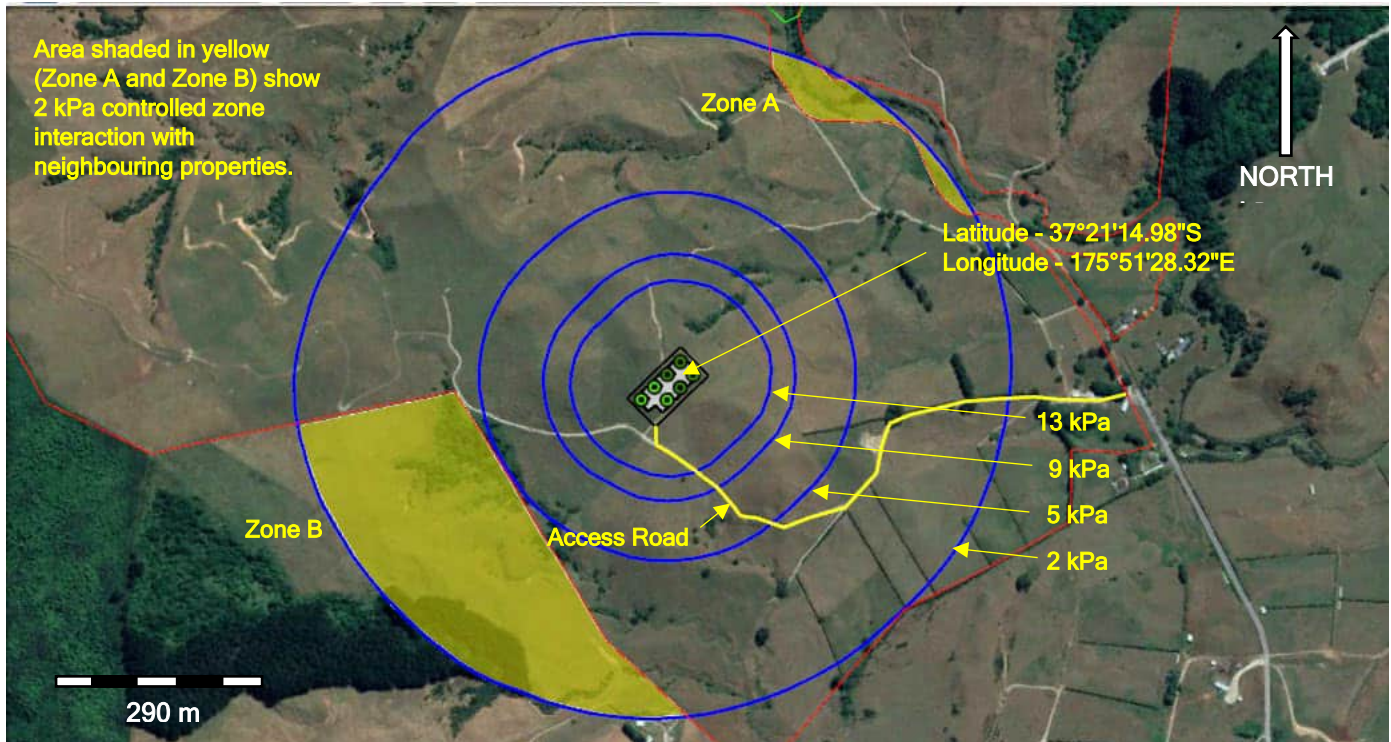 Area shaded in yellow
(Zone A and Zone B) show
2 kPa controlled zone
interaction with
neighbouring properties.
Zone A
NORTH
Latitude - 37°21'14.98"S
Longitude - 175°51'28.32"E
13 kPa
9 kPa
5 kPa
2 kPa
Zone B
Access Road
290 m